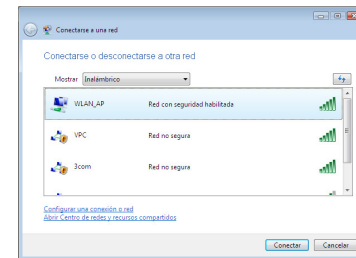 Conectarse a una red
Conectarse o desconectarse a otra red
Mostrar Inalámbrico
WLAN_AP Red con seguridad habilitada
VPC Red no segura
3com Red no segura
Configurar una conexión o red
Abrir Centro de redes y recursos compartidos
Conectar Cancelar